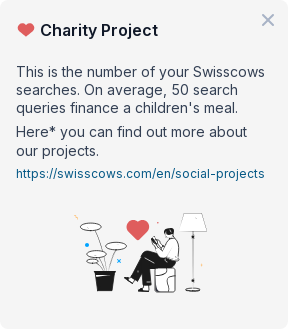 Charity Project
This is the number of your Swisscows
searches. On average, 50 search
queries finance a children's meal.
Here* you can find out more about
our projects.
https://swisscows.com/en/social-projects